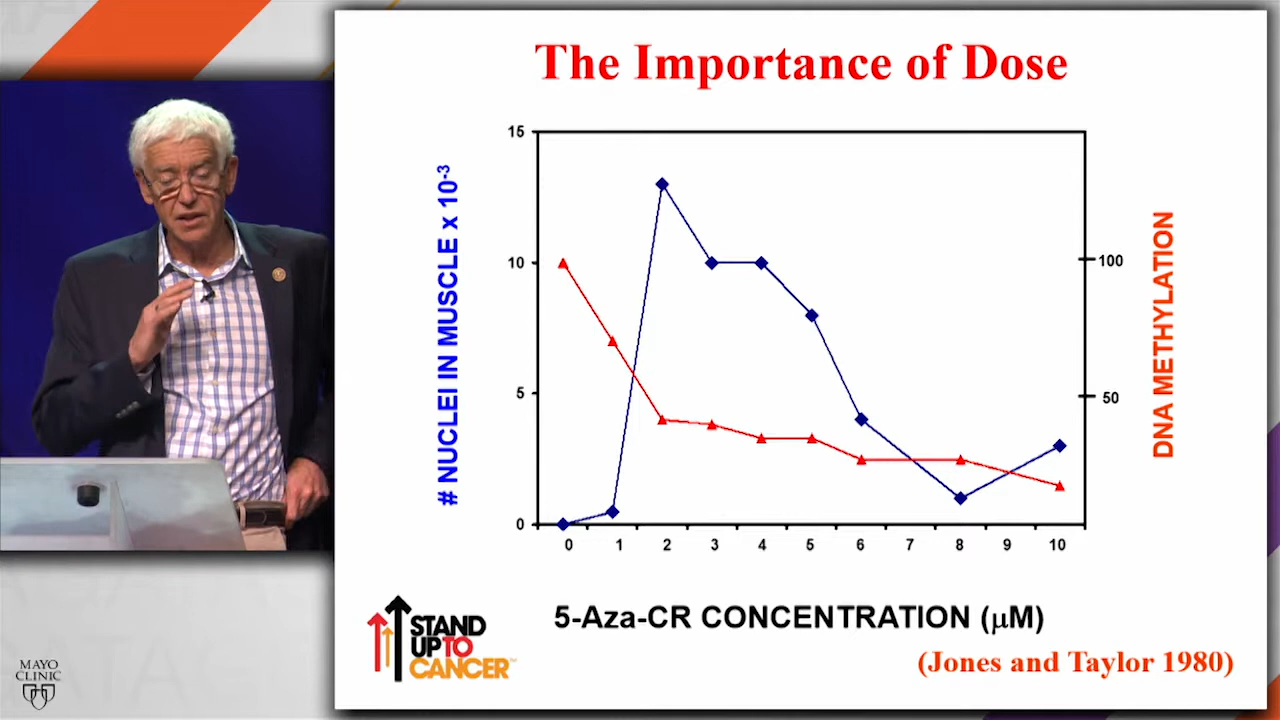 The Importance of Dose
# NUCLEI IN MUSCLE x 10-3
15
10
5
0
100
50
DNA METHYLATION
0 1 2 3 4 5 6 7 8 9 10
5-Aza-CR CONCENTRATION (μM)
(Jones and Taylor 1980)
STAND
UP TO
CANCER™
MAYO
CLINIC